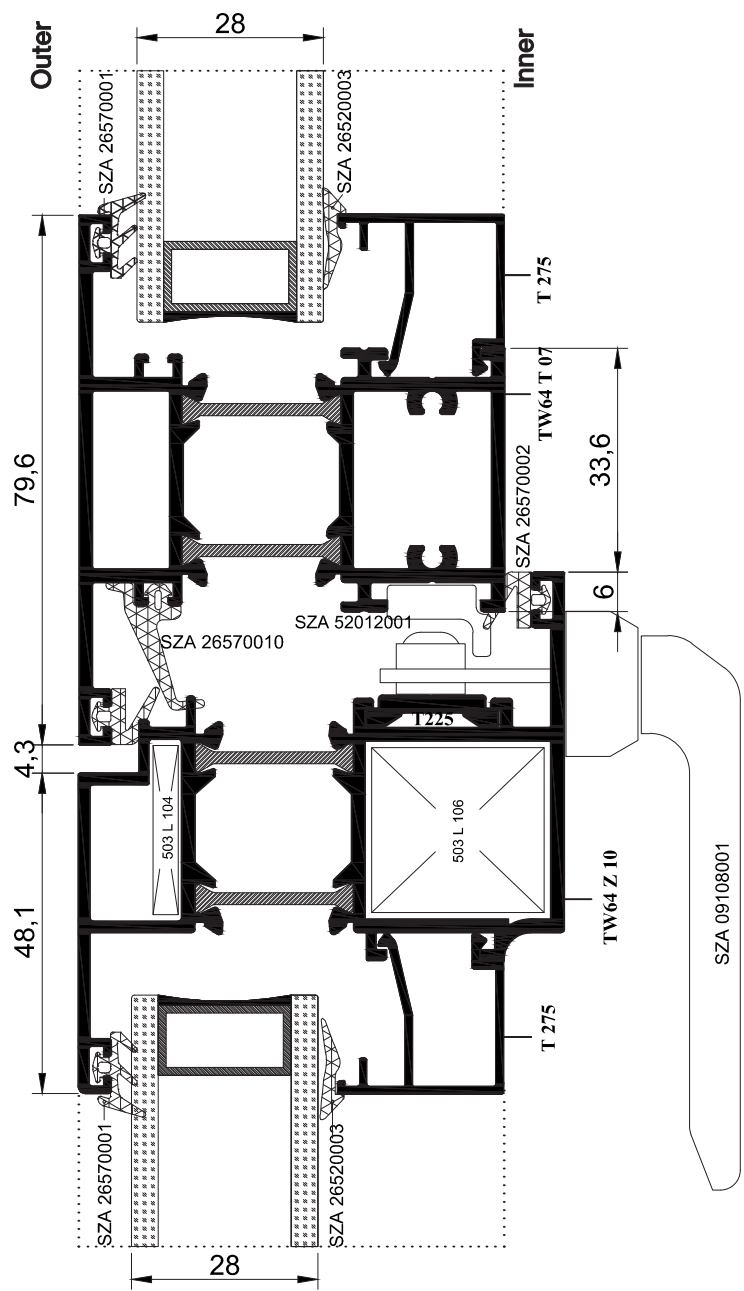 28
Outer
Inner
SZA 26570001
SZA 26520003
T 275
TW64 T 07
79,6
33,6
SZA 26570002
6
SZA 52012001
SZA 26570010
T225
4,3
503 L 104
503 L 106
TW64 Z 10
SZA 09108001
48,1
T 275
SZA 26570001
SZA 26520003
28